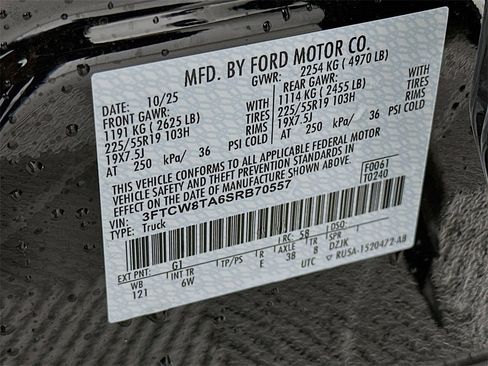 MFD. BY FORD MOTOR CO.
DATE: 10/25 GVWR: 2254 KG ( 4970 LB)
FRONT GAWR: REAR GAWR:
1191 KG ( 2625 LB) WITH 1114 KG ( 2455 LB) WITH
225/55R19 103H TIRES 225/55R19 103H TIRES
19X7.5J RIMS 19X7.5J RIMS
AT 250 kPa/ 36 PSI COLD AT 250 kPa/ 36 PSI COLD
THIS VEHICLE CONFORMS TO ALL APPLICABLE FEDERAL MOTOR
VEHICLE SAFETY AND THEFT PREVENTION STANDARDS IN
EFFECT ON THE DATE OF MANUFACTURE SHOWN ABOVE.
VIN: 3FTCW8TA6SRB70557 F0061
TYPE: Truck T0240
EXT PNT: G1 RC: 58 DSO:
WB INT TR TP/PS R AXLE TR SPR
121 6W E 38 8 DZJK
UTC ▽ RU5A-1520472-AB